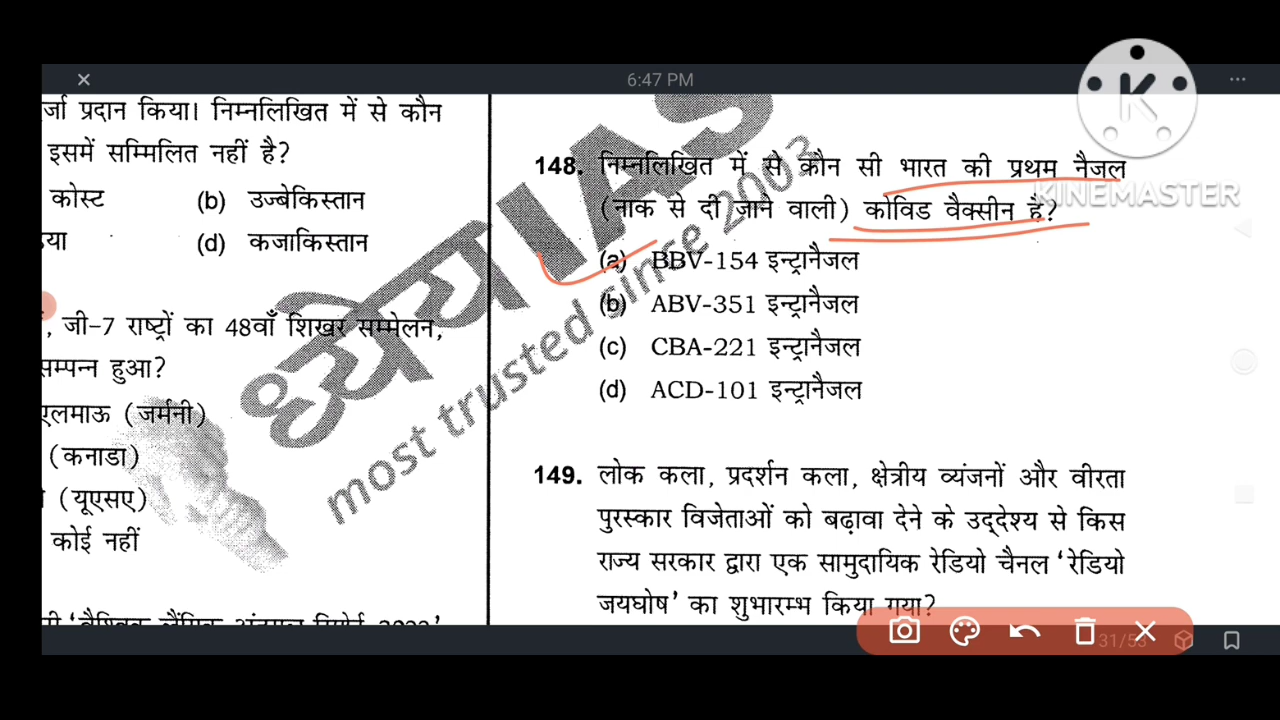 6:47 PM
KINEMASTER
र्जा प्रदान किया। निम्नलिखित में से कौन
इसमें सम्मिलित नहीं है?
कोस्ट (b) उज्बेकिस्तान
(d) कजाकिस्तान
जी-7 राष्ट्रों का 48वाँ शिखर सम्मेलन,
सम्पन्न हुआ?
एलमाऊ (जर्मनी)
(कनाडा)
(यूएसए)
कोई नहीं
ध्येय IAS
most trusted since 2003
148. निम्नलिखित में से कौन सी भारत की प्रथम नैजल
(नाक से दी जाने वाली) कोविड वैक्सीन है?
(a) BBV-154 इन्ट्रानैजल
(b) ABV-351 इन्ट्रानैजल
(c) CBA-221 इन्ट्रानैजल
(d) ACD-101 इन्ट्रानैजल
149. लोक कला, प्रदर्शन कला, क्षेत्रीय व्यंजनों और वीरता
पुरस्कार विजेताओं को बढ़ावा देने के उद्देश्य से किस
राज्य सरकार द्वारा एक सामुदायिक रेडियो चैनल 'रेडियो
जयघोष' का शुभारम्भ किया गया?
31/53